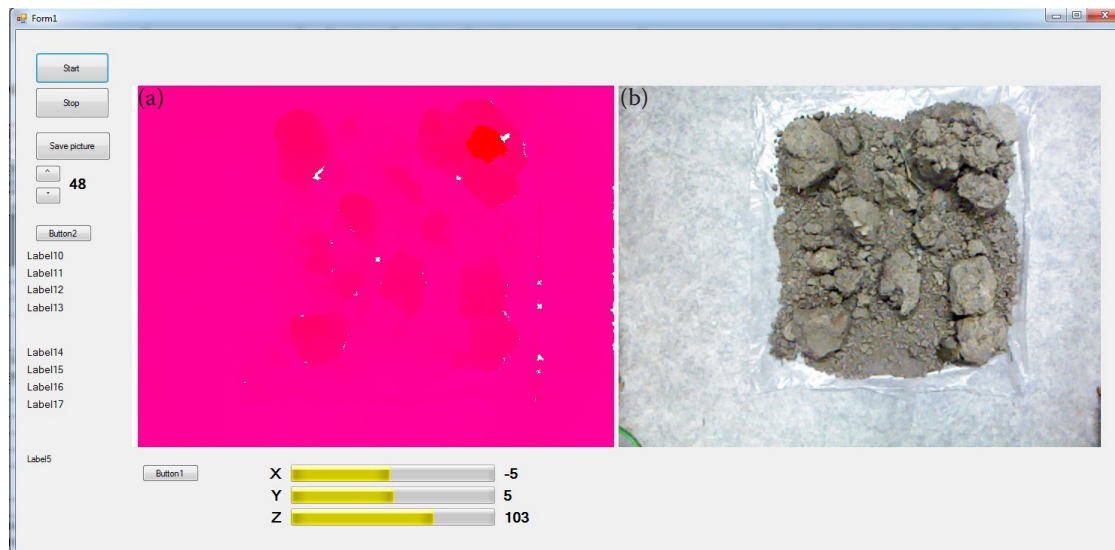 Form1
Start
Stop
Save picture
^
48
Button2
Label10
Label11
Label12
Label13
Label14
Label15
Label16
Label17
Label5
(a)
(b)
Button1
X
-5
Y
5
Z
103